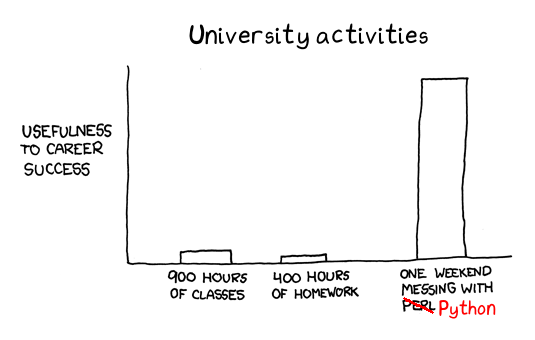 University activities
USEFULNESS
TO CAREER
SUCCESS
900 HOURS
OF CLASSES
400 HOURS
OF HOMEWORK
ONE WEEKEND
MESSING WITH
PERL Python